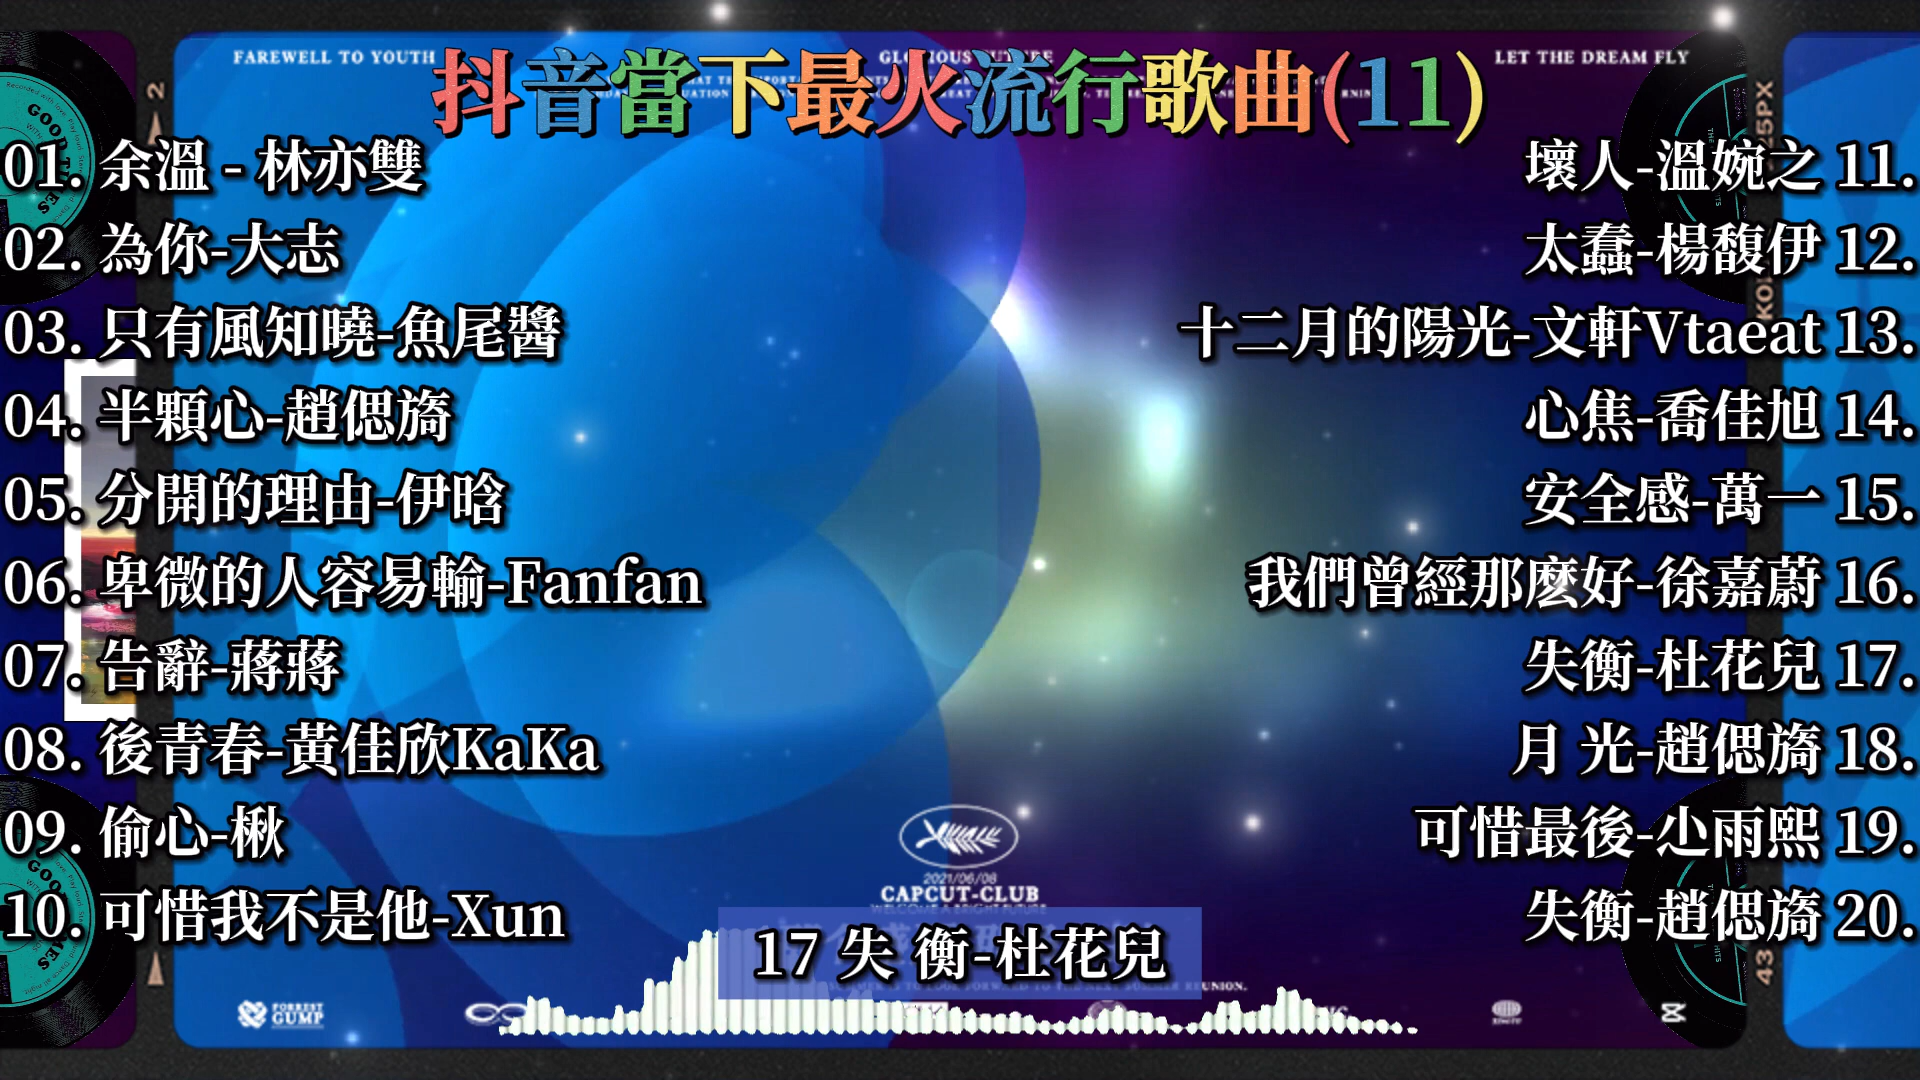 FAREWELL TO YOUTH
LET THE DREAM FLY
抖音當下最火流行歌曲(11)
01. 余溫 - 林亦雙
02. 為你-大志
03. 只有風知曉-魚尾醬
04. 半顆心-趙偲旖
05. 分開的理由-伊晗
06. 卑微的人容易輸-Fanfan
07. 告辭-蔣蔣
08. 後青春-黃佳欣KaKa
09. 偷心-楸
10. 可惜我不是他-Xun
壞人-溫婉之 11.
太蠢-楊馥伊 12.
十二月的陽光-文軒Vtaeat 13.
心焦-喬佳旭 14.
安全感-萬一 15.
我們曾經那麼好-徐嘉蔚 16.
失衡-杜花兒 17.
月 光-趙偲旖 18.
可惜最後-尐雨熙 19.
失衡-趙偲旖 20.
2021/06/08
CAPCUT-CLUB
WELCOME A BRIGHT FUTURE
17 失 衡-杜花兒
FORREST
GUMP
43